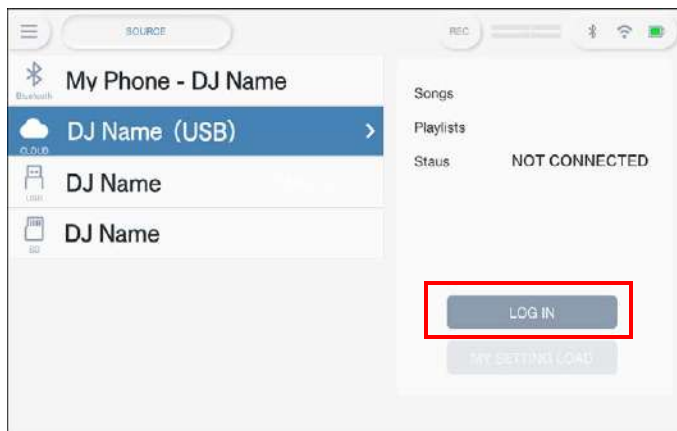 SOURCE
REC
My Phone - DJ Name
Bluetooth
DJ Name (USB)
CLOUD
DJ Name
USB
DJ Name
SD
Songs
Playlists
Staus NOT CONNECTED
LOG IN
MY SETTING LOAD